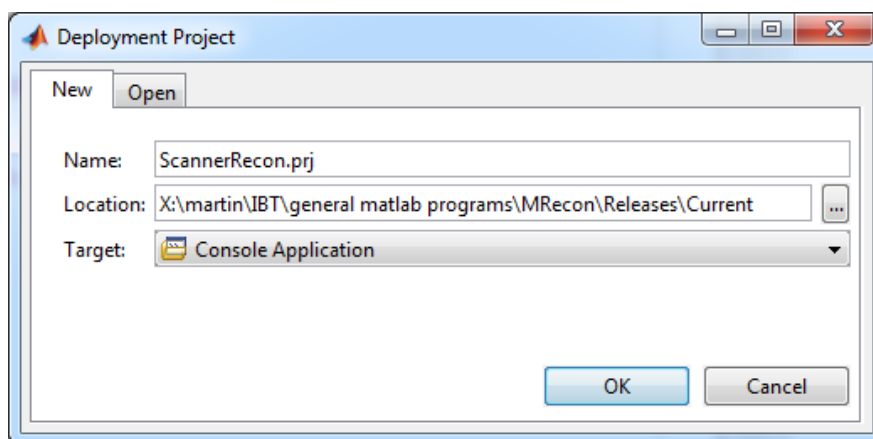 Deployment Project
New Open
Name: ScannerRecon.prj
Location: X:\martin\IBT\general matlab programs\MRecon\Releases\Current ...
Target: Console Application
OK Cancel